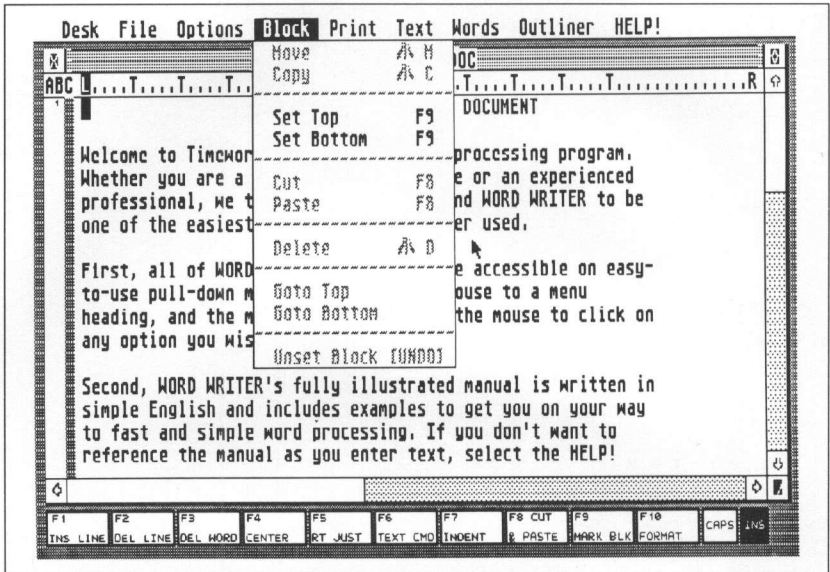 Desk File Options Block Print Text Words Outliner HELP!
Move M
Copy C
Set Top F9
Set Bottom F9
Cut F8
Paste F8
Delete D
Goto Top
Goto Bottom
Unset Block [UNDO]
DOC
ABC L....T....T....T.. .T....T....T..............R
1
DOCUMENT
Welcome to Timewor processing program.
Whether you are a e or an experienced
professional, we t nd WORD WRITER to be
one of the easiest er used.
First, all of WORD e accessible on easy-
to-use pull-down m ouse to a menu
heading, and the m the mouse to click on
any option you wis
Second, WORD WRITER's fully illustrated manual is written in
simple English and includes examples to get you on your way
to fast and simple word processing. If you don't want to
reference the manual as you enter text, select the HELP!
F1 F2 F3 F4 F5 F6 F7 F8 CUT F9 F10
INS LINE DEL LINE DEL WORD CENTER RT JUST TEXT CMD INDENT & PASTE MARK BLK FORMAT CAPS INS